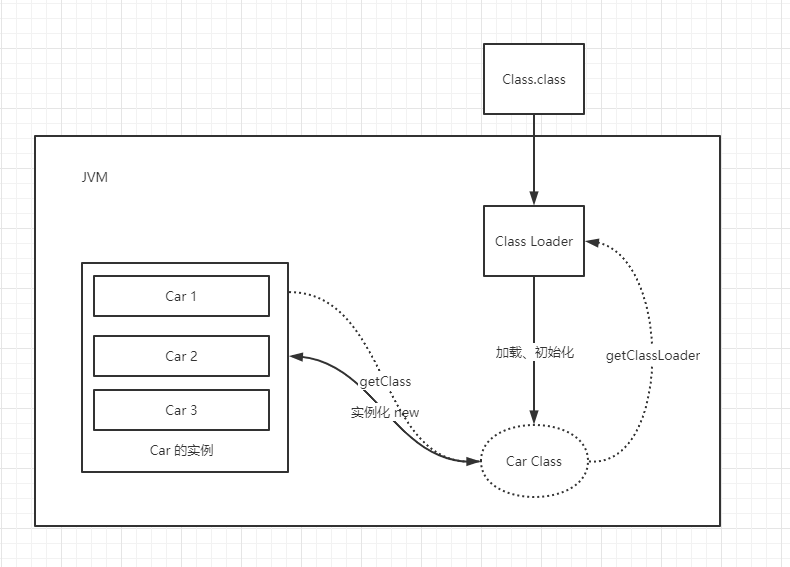 Class.class
JVM
Class Loader
Car 1
Car 2
Car 3
Car 的实例
加载、初始化
getClassLoader
getClass
实例化 new
Car Class